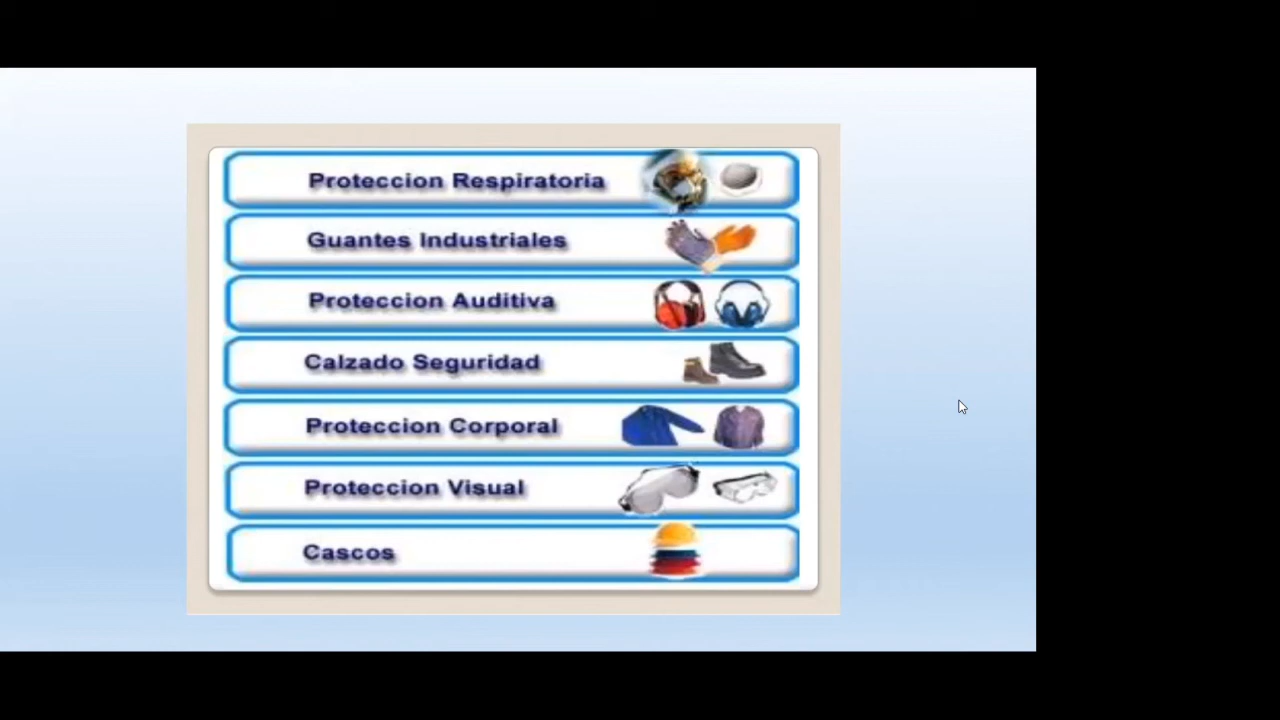 Proteccion Respiratoria
Guantes Industriales
Proteccion Auditiva
Calzado Seguridad
Proteccion Corporal
Proteccion Visual
Cascos